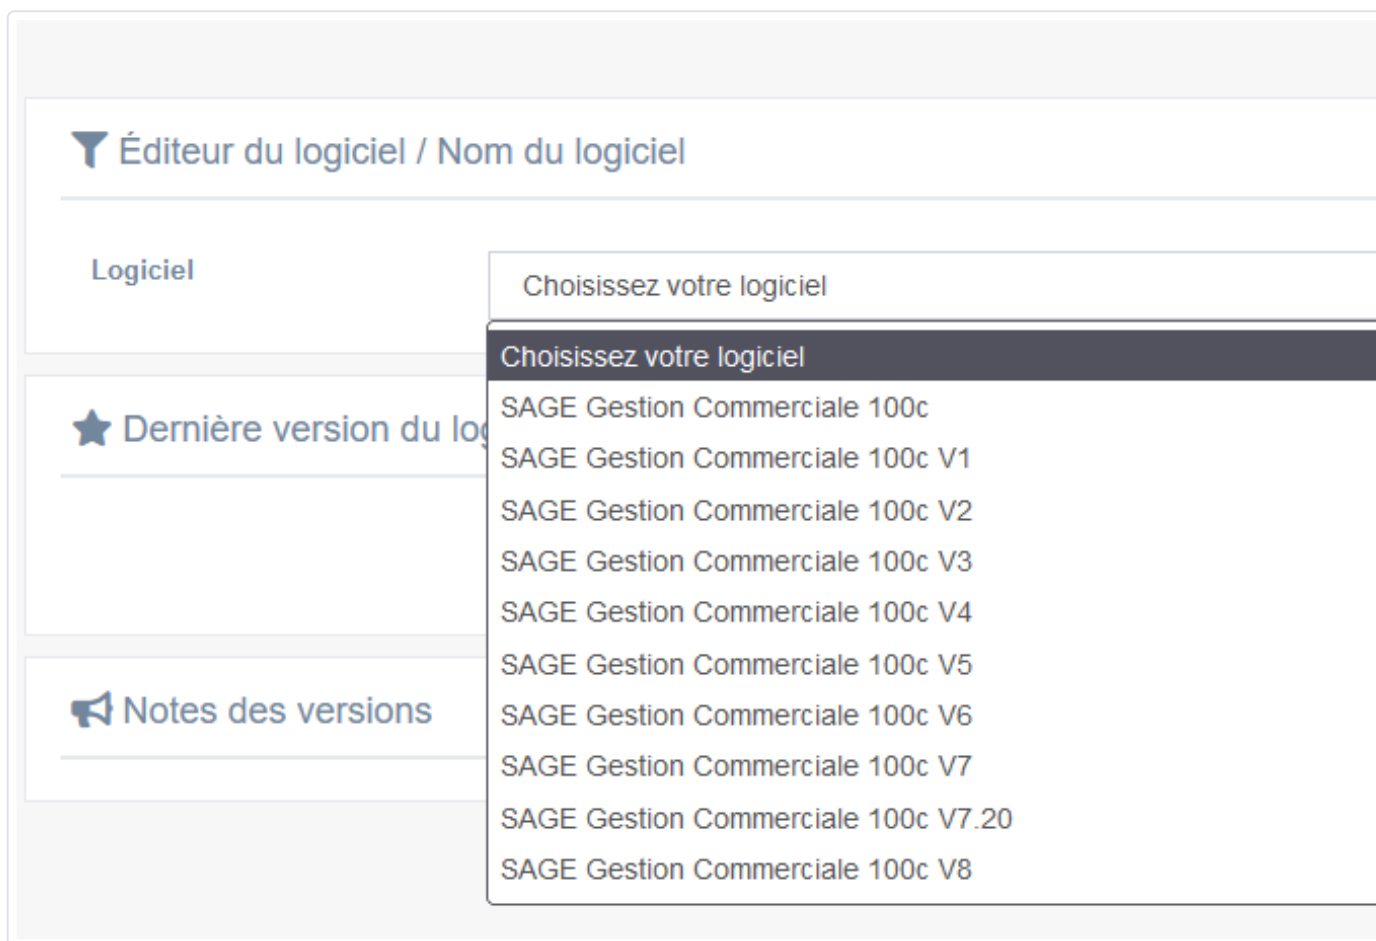 Éditeur du logiciel / Nom du logiciel
Logiciel
Choisissez votre logiciel
Choisissez votre logiciel
SAGE Gestion Commerciale 100c
Dernière version du log
SAGE Gestion Commerciale 100c V1
SAGE Gestion Commerciale 100c V2
SAGE Gestion Commerciale 100c V3
SAGE Gestion Commerciale 100c V4
SAGE Gestion Commerciale 100c V5
Notes des versions
SAGE Gestion Commerciale 100c V6
SAGE Gestion Commerciale 100c V7
SAGE Gestion Commerciale 100c V7.20
SAGE Gestion Commerciale 100c V8